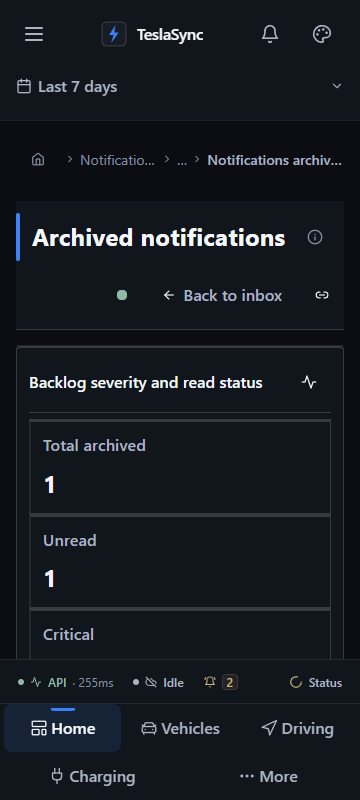 TeslaSync
Last 7 days
Notificatio... ... Notifications archiv...
Archived notifications
Back to inbox
Backlog severity and read status
Total archived
1
Unread
1
Critical
API · 255ms Idle 2 Status
Home Vehicles Driving
Charging More